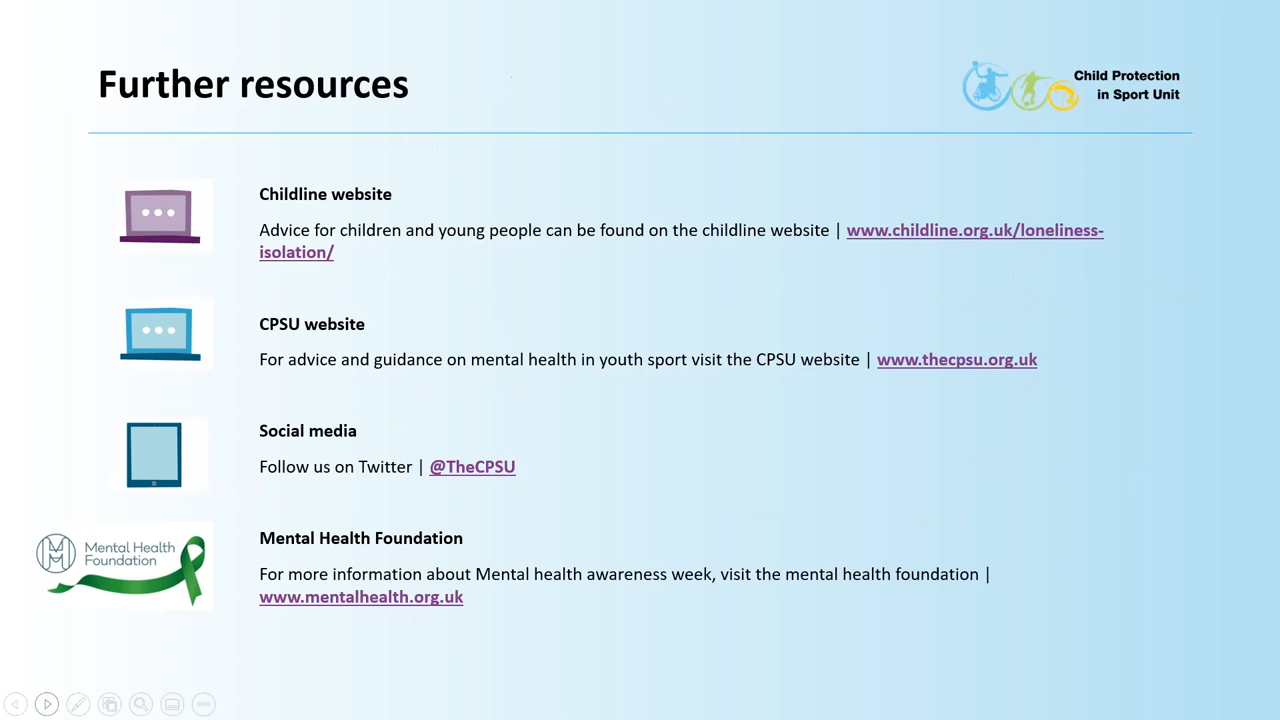 Further resources
Child Protection
in Sport Unit
Childline website
Advice for children and young people can be found on the childline website | www.childline.org.uk/loneliness-
isolation/
CPSU website
For advice and guidance on mental health in youth sport visit the CPSU website | www.thecpsu.org.uk
Social media
Follow us on Twitter | @TheCPSU
Mental Health
Foundation
Mental Health Foundation
For more information about Mental health awareness week, visit the mental health foundation |
www.mentalhealth.org.uk